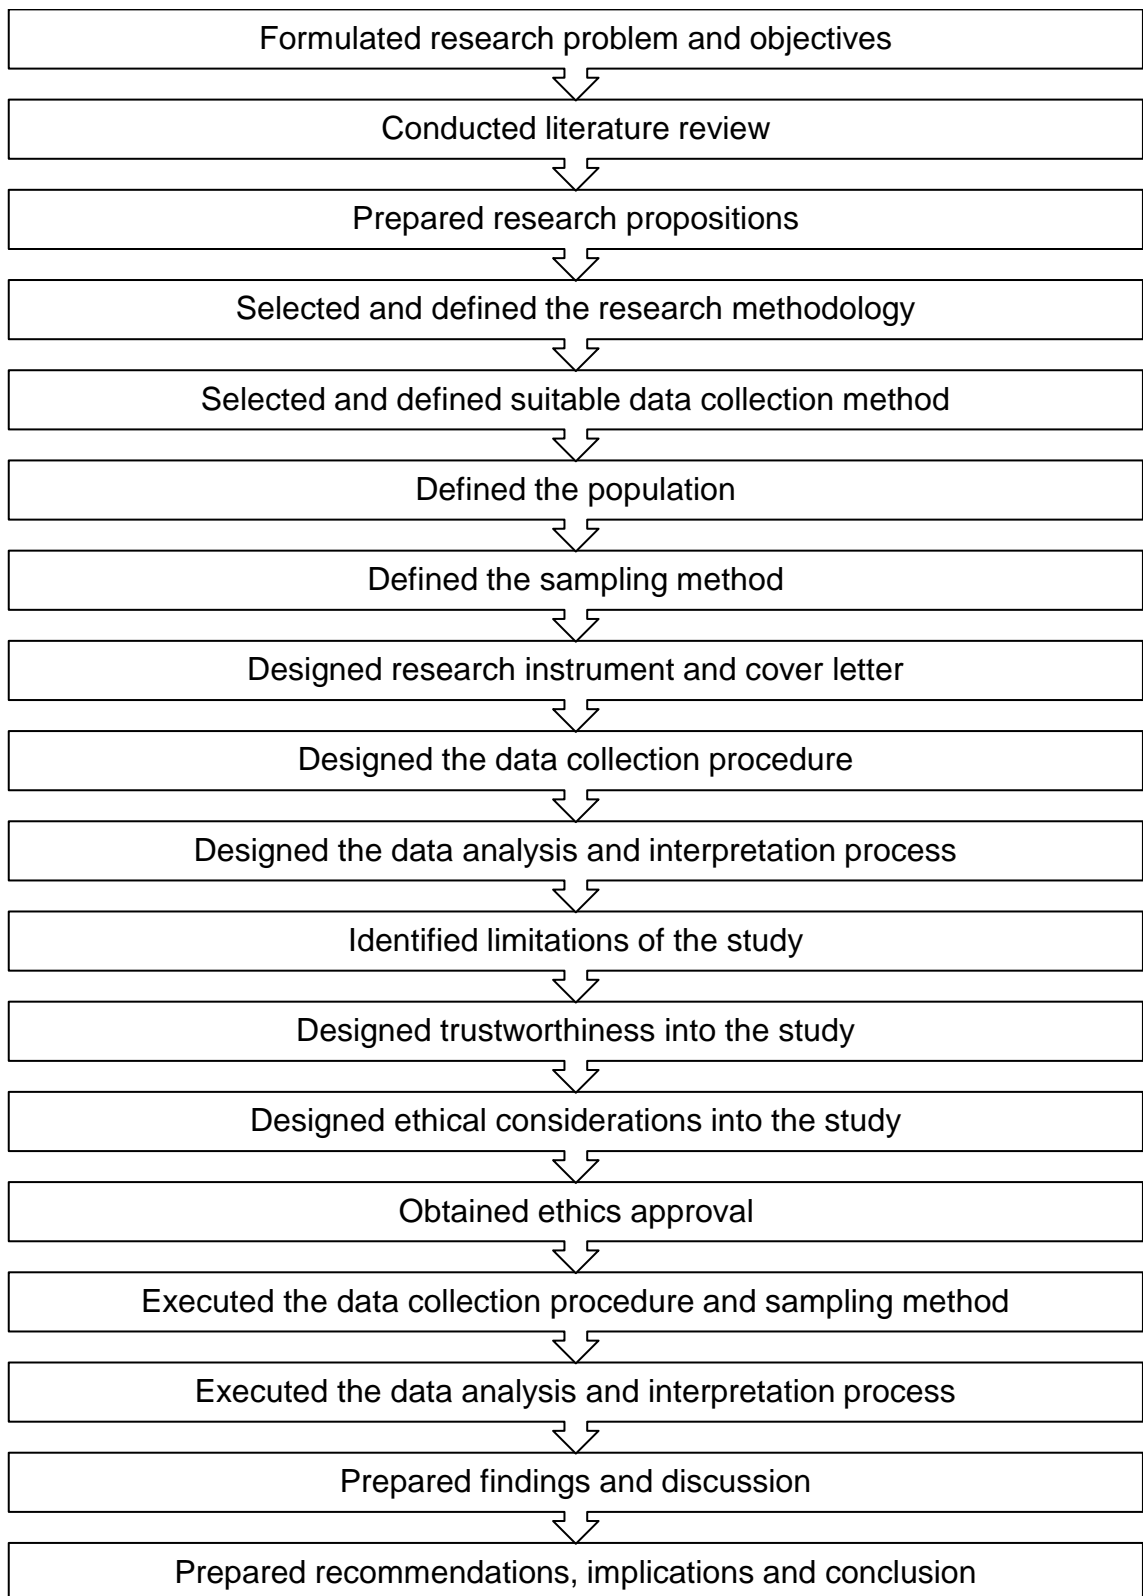 Formulated research problem and objectives
Conducted literature review
Prepared research propositions
Selected and defined the research methodology
Selected and defined suitable data collection method
Defined the population
Defined the sampling method
Designed research instrument and cover letter
Designed the data collection procedure
Designed the data analysis and interpretation process
Identified limitations of the study
Designed trustworthiness into the study
Designed ethical considerations into the study
Obtained ethics approval
Executed the data collection procedure and sampling method
Executed the data analysis and interpretation process
Prepared findings and discussion
Prepared recommendations, implications and conclusion